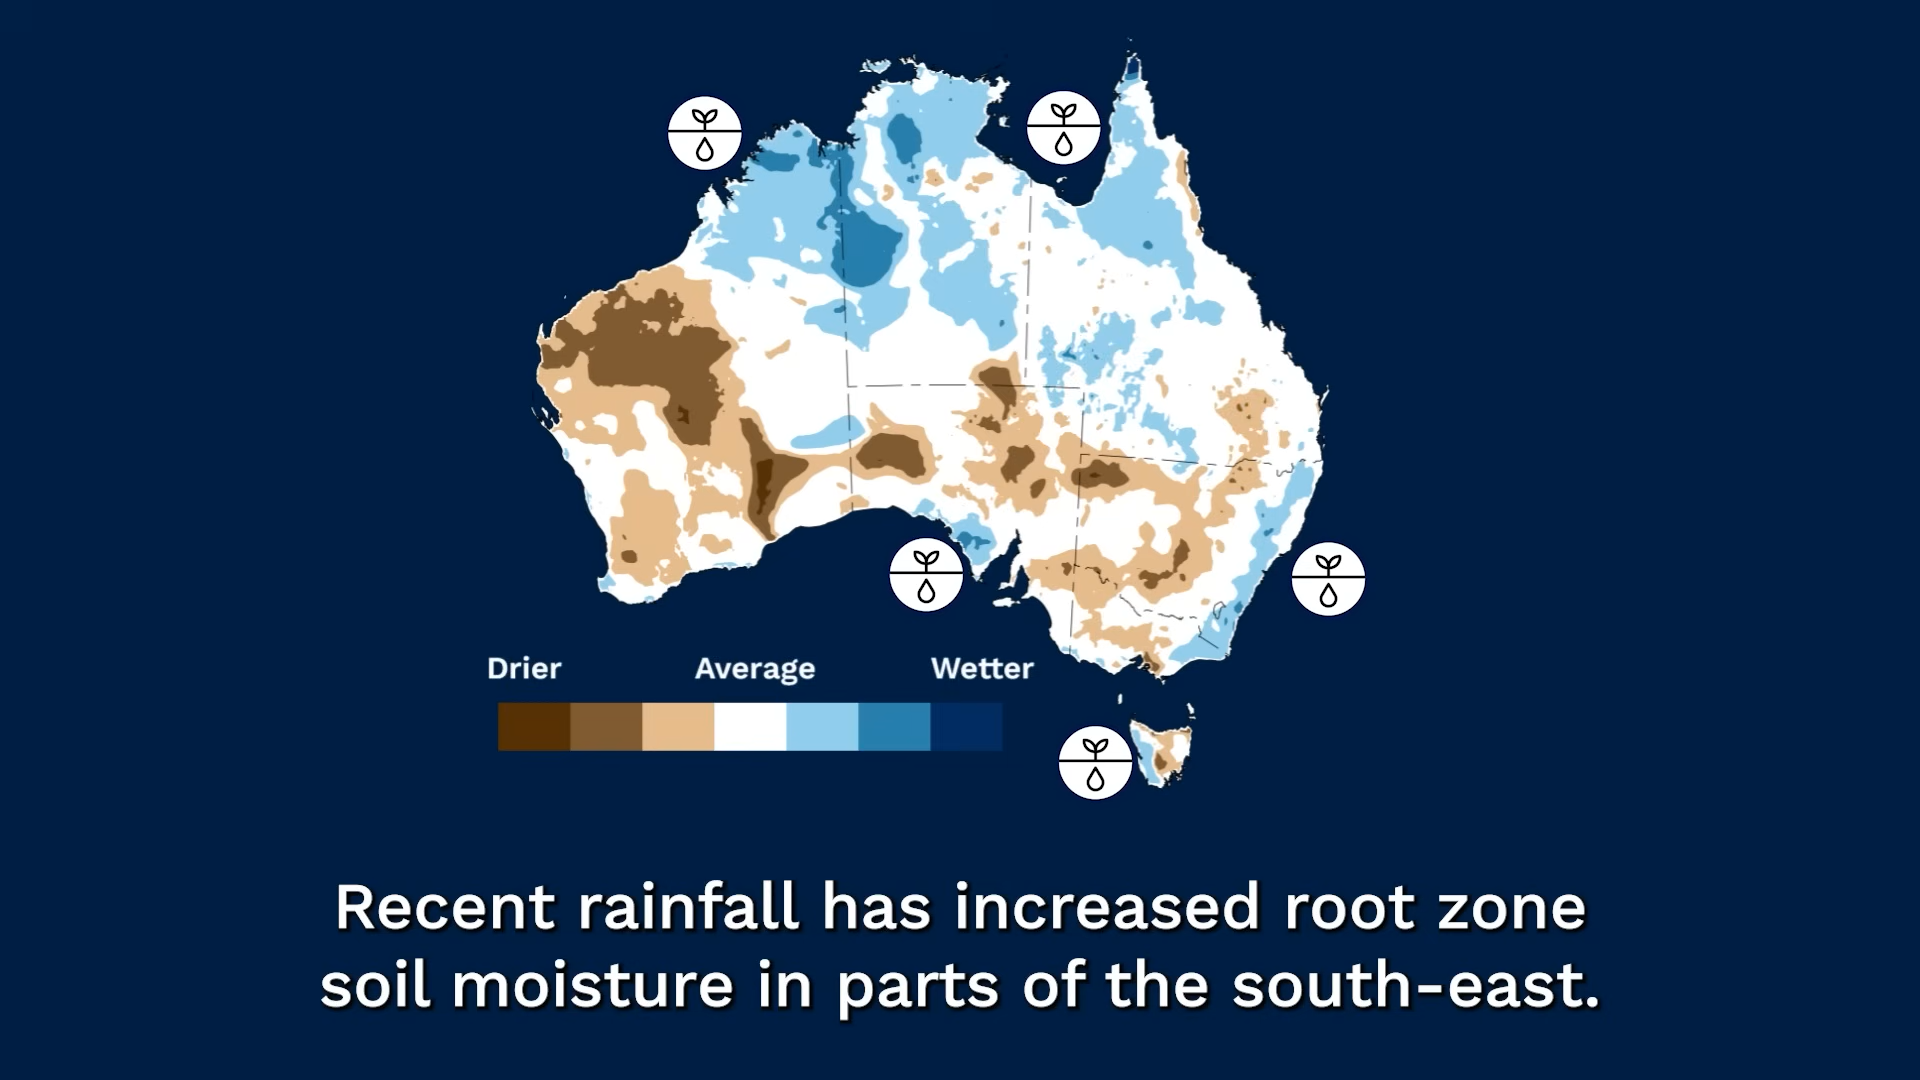 Drier Average Wetter
Recent rainfall has increased root zone
soil moisture in parts of the south-east.